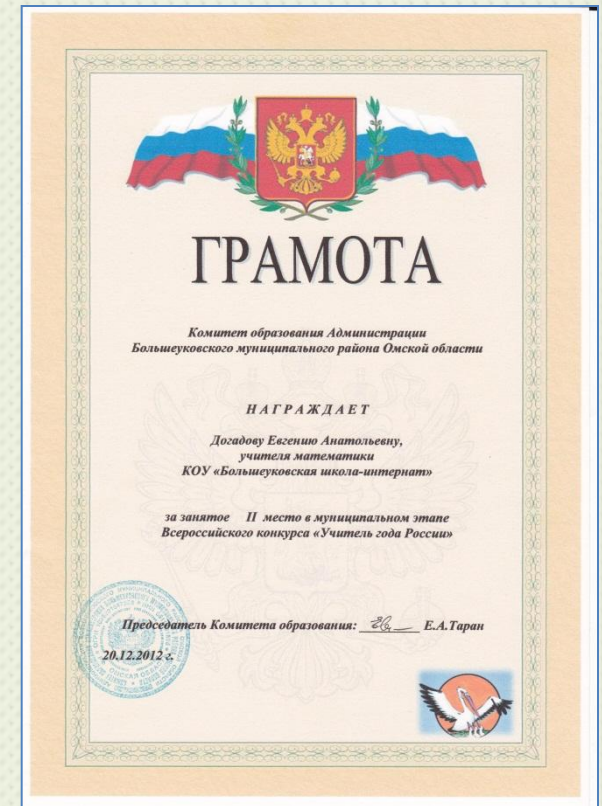 ГРАМОТА
Комитет образования Администрации
Большеуковского муниципального района Омской области
НАГРАЖДАЕТ
Догадову Евгению Анатольевну,
учителя математики
КОУ «Большеуковская школа-интернат»
за занятое II место в муниципальном этапе
Всероссийского конкурса «Учитель года России»
Председатель Комитета образования: Е.А.Таран
20.12.2012 г.